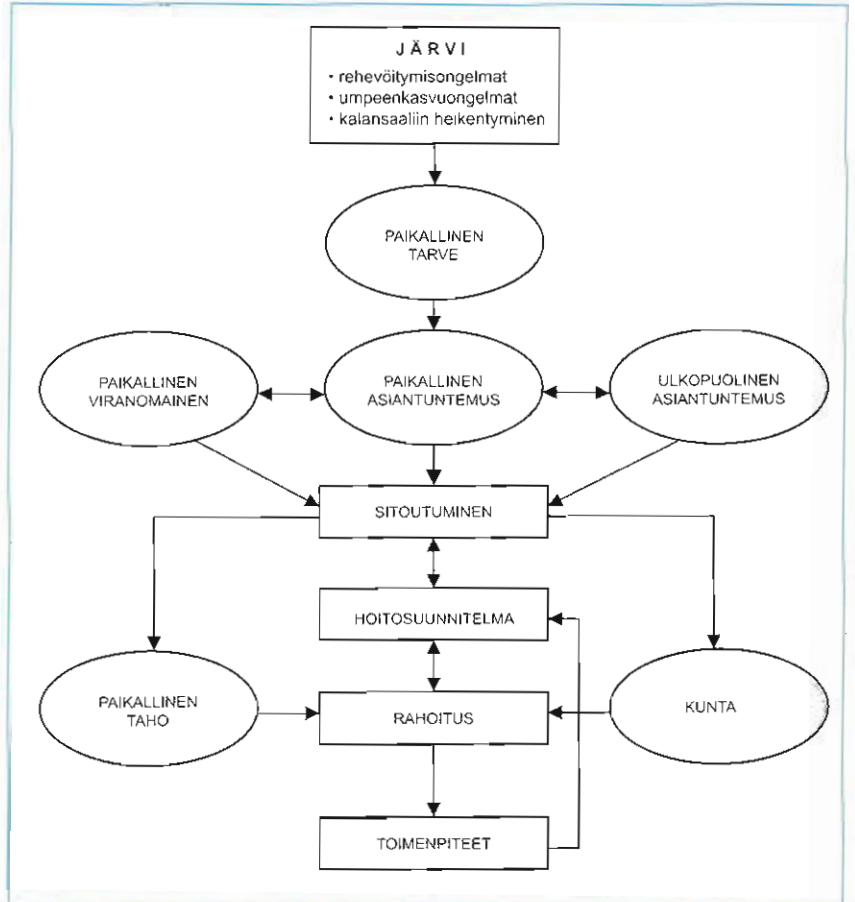 JÄRVI
• rehevöitymisongelmat
• umpeenkasvuongelmat
• kalansaaliin heikentyminen
PAIKALLINEN
TARVE
PAIKALLINEN
VIRANOMAINEN
PAIKALLINEN
ASIANTUNTEMUS
ULKOPUOLINEN
ASIANTUNTEMUS
SITOUTUMINEN
HOITOSUUNNITELMA
PAIKALLINEN
TAHO
RAHOITUS
KUNTA
TOIMENPITEET